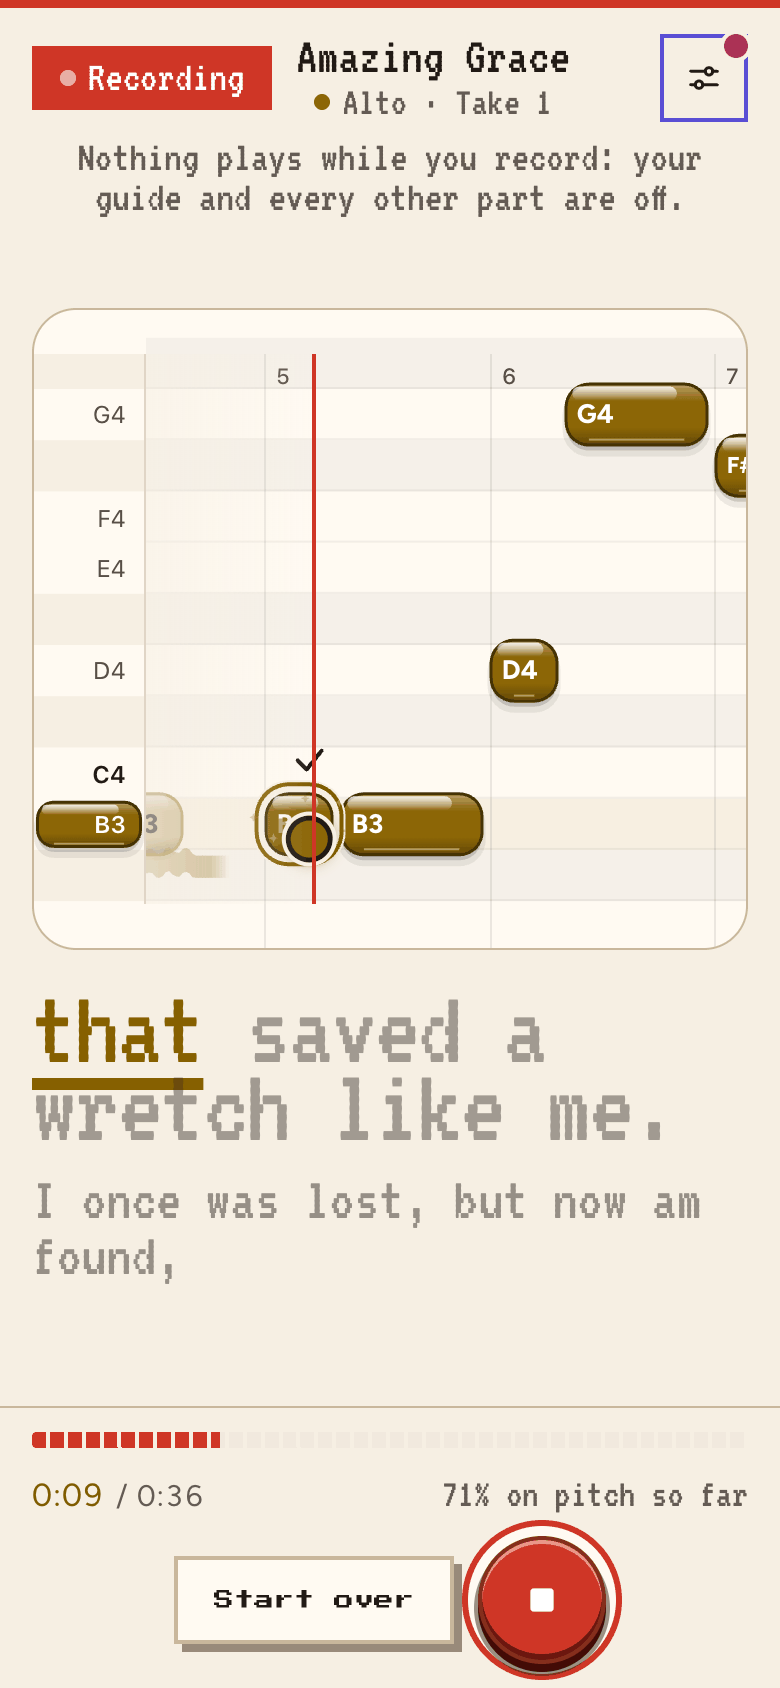 Recording
Amazing Grace
Alto · Take 1
Nothing plays while you record: your
guide and every other part are off.
5
6
7
G4
G4
F#
F4
E4
D4
D4
C4
B3
3
B3
that saved a
wretch like me.
I once was lost, but now am
found,
0:09 / 0:36
71% on pitch so far
Start over